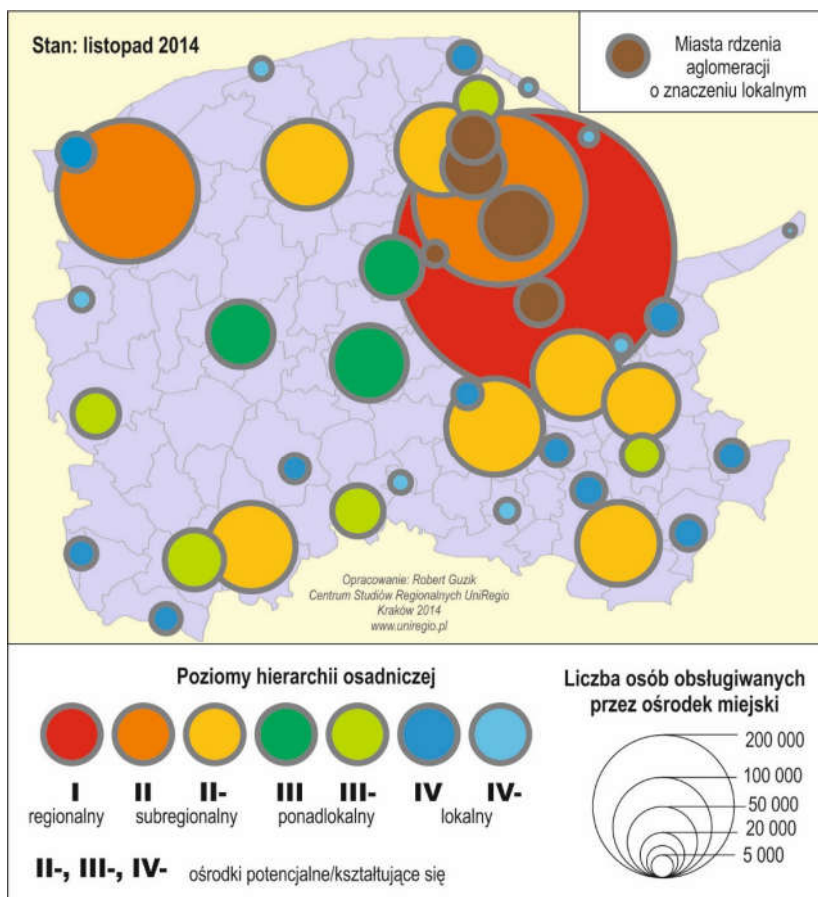 Stan: listopad 2014
Miasta rdzenia
aglomeracji
o znaczeniu lokalnym
Opracowanie: Robert Guzik
Centrum Studiów Regionalnych UniRegio
Kraków 2014
www.uniregio.pl
Poziomy hierarchii osadniczej
I II II- III III- IV IV-
regionalny subregionalny ponadlokalny lokalny
II-, III-, IV- ośrodki potencjalne/kształtujące się
Liczba osób obsługiwanych
przez ośrodek miejski
200 000
100 000
50 000
20 000
5 000